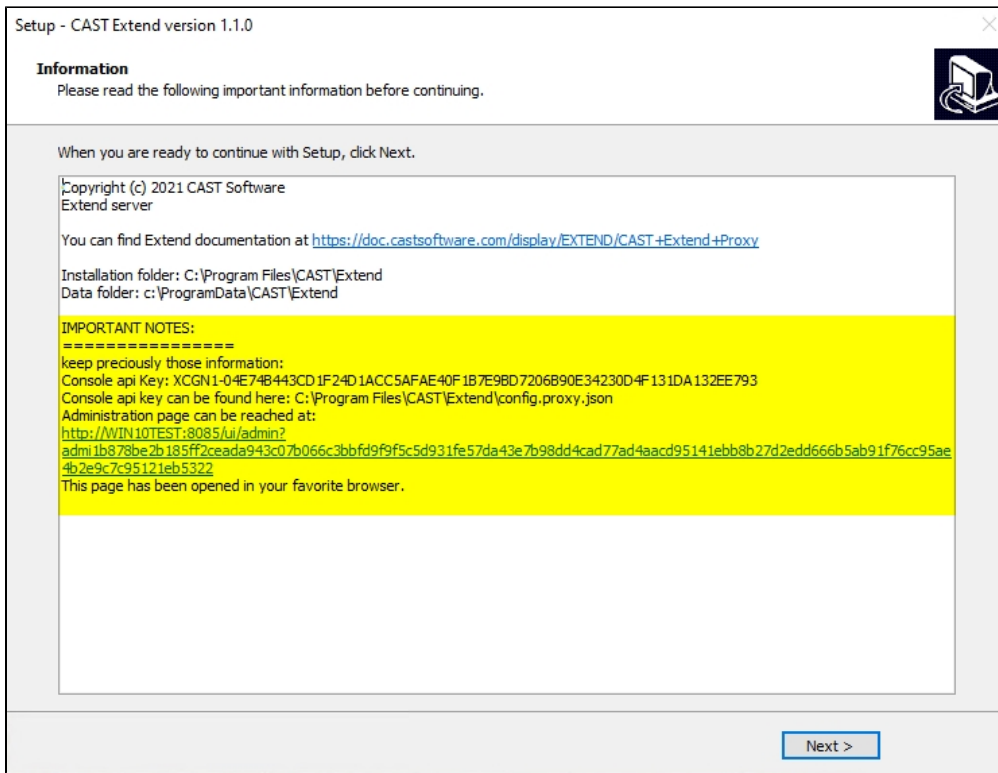 Setup - CAST Extend version 1.1.0
Information
Please read the following important information before continuing.
When you are ready to continue with Setup, click Next.
Copyright (c) 2021 CAST Software
Extend server
You can find Extend documentation at https://doc.castsoftware.com/display/EXTEND/CAST+Extend+Proxy
Installation folder: C:\Program Files\CAST\Extend
Data folder: c:\ProgramData\CAST\Extend
IMPORTANT NOTES:
================
keep preciously those information:
Console api Key: XCGN1-04E74B443CD1F24D1ACC5AFAE40F1B7E9BD7206B90E34230D4F131DA132EE793
Console api key can be found here: C:\Program Files\CAST\Extend\config.proxy.json
Administration page can be reached at:
http://WIN10TEST:8085/ui/admin?
admi1b878be2b185ff2ceada943c07b066c3bbfd9f9f5c5d931fe57da43e7b98dd4cad77ad4aacd95141ebb8b27d2edd666b5ab91f76cc95ae
4b2e9c7c95121eb5322
This page has been opened in your favorite browser.
Next >